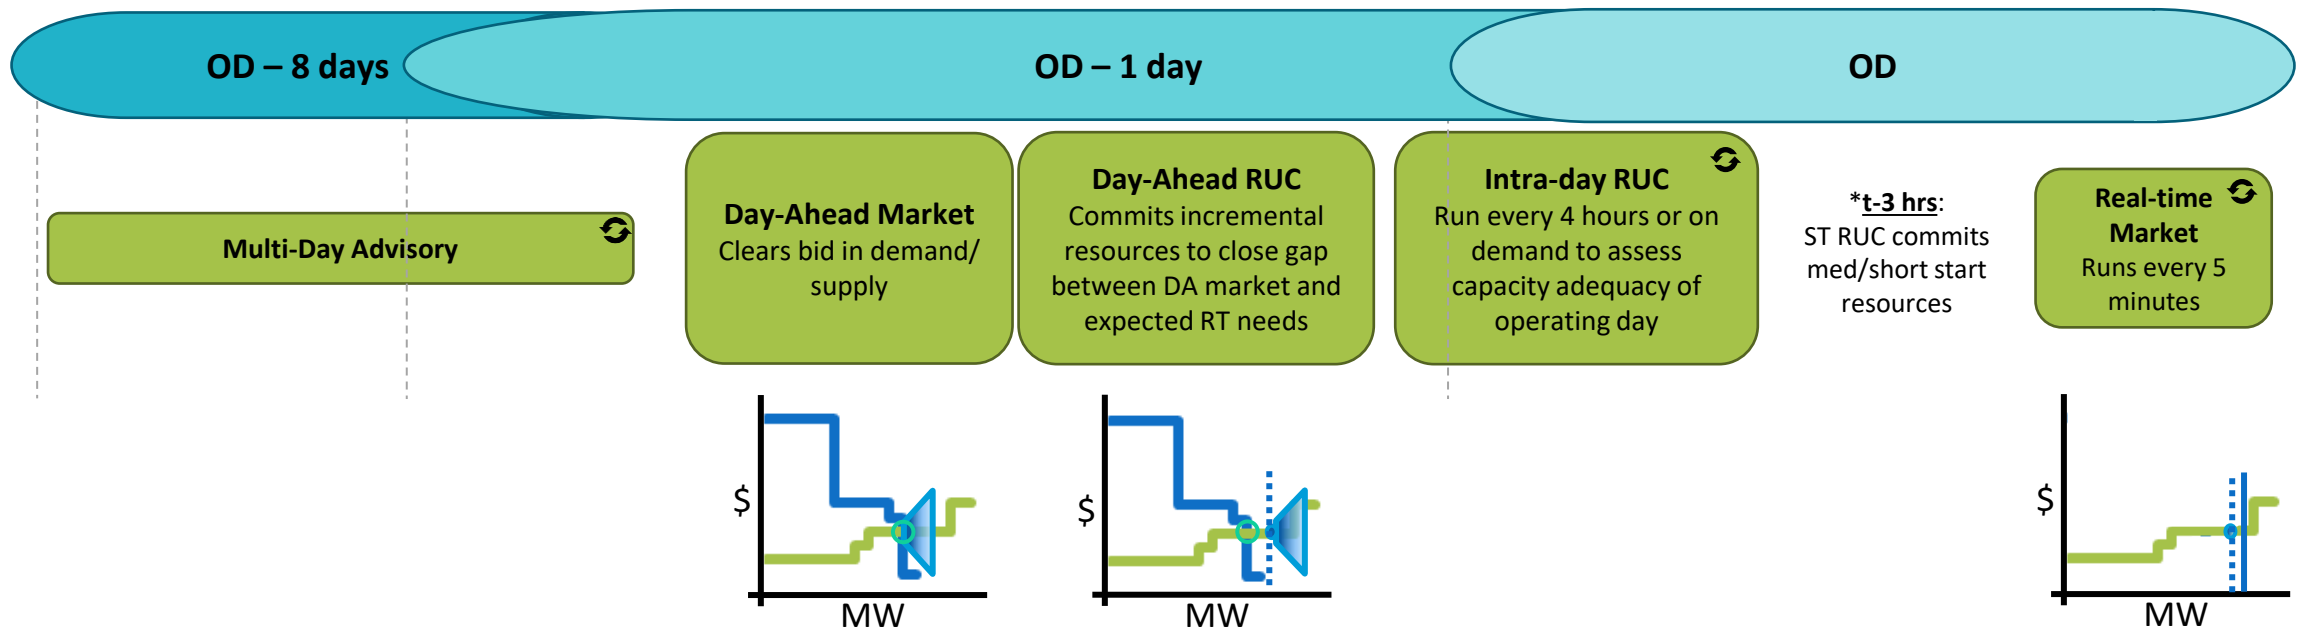 OD – 8 days
OD – 1 day
OD
Multi-Day Advisory
Day-Ahead Market
Clears bid in demand/
supply
Day-Ahead RUC
Commits incremental
resources to close gap
between DA market and
expected RT needs
Intra-day RUC
Run every 4 hours or on
demand to assess
capacity adequacy of
operating day
*t-3 hrs:
ST RUC commits
med/short start
resources
Real-time
Market
Runs every 5
minutes
$
MW
$
MW
$
MW